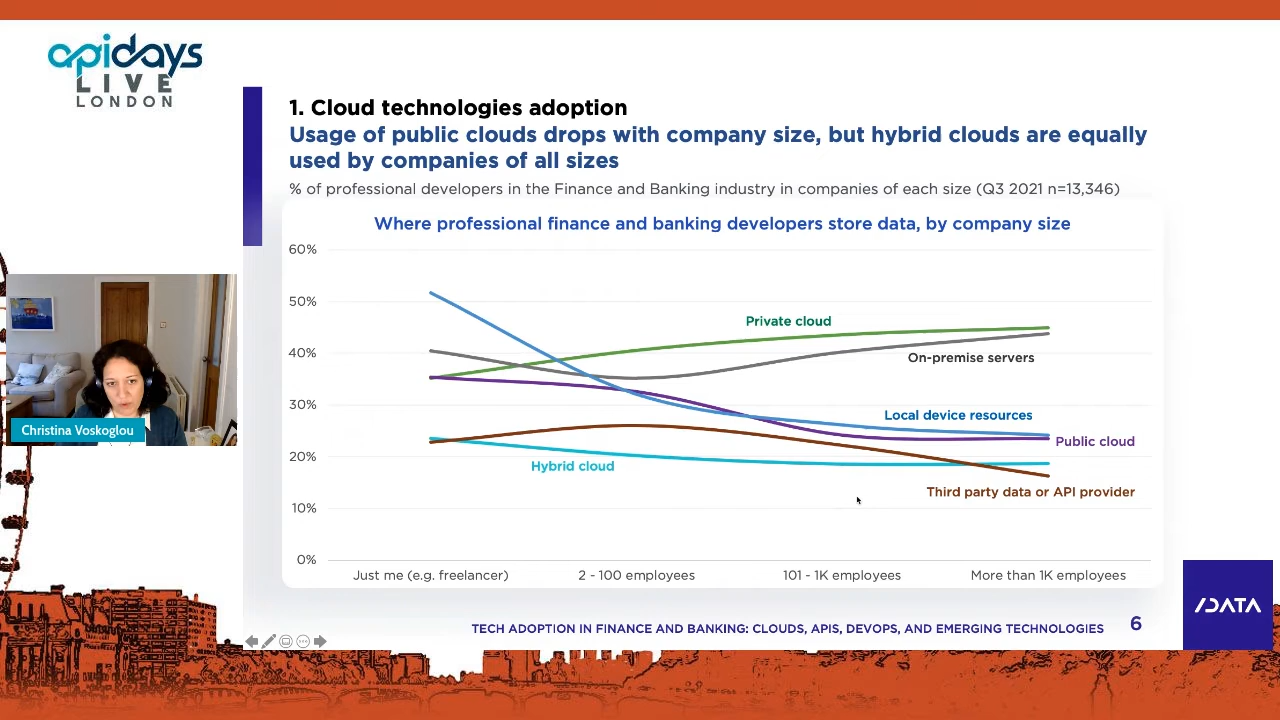 apidays
LIVE
LONDON
1. Cloud technologies adoption
Usage of public clouds drops with company size, but hybrid clouds are equally
used by companies of all sizes
% of professional developers in the Finance and Banking industry in companies of each size (Q3 2021 n=13,346)
Where professional finance and banking developers store data, by company size
60%
50%
40%
30%
20%
10%
0%
Private cloud
On-premise servers
Local device resources
Public cloud
Hybrid cloud
Third party data or API provider
Just me (e.g. freelancer)
2 - 100 employees
101 - 1K employees
More than 1K employees
Christina Voskoglou
TECH ADOPTION IN FINANCE AND BANKING: CLOUDS, APIS, DEVOPS, AND EMERGING TECHNOLOGIES
6
/DATA